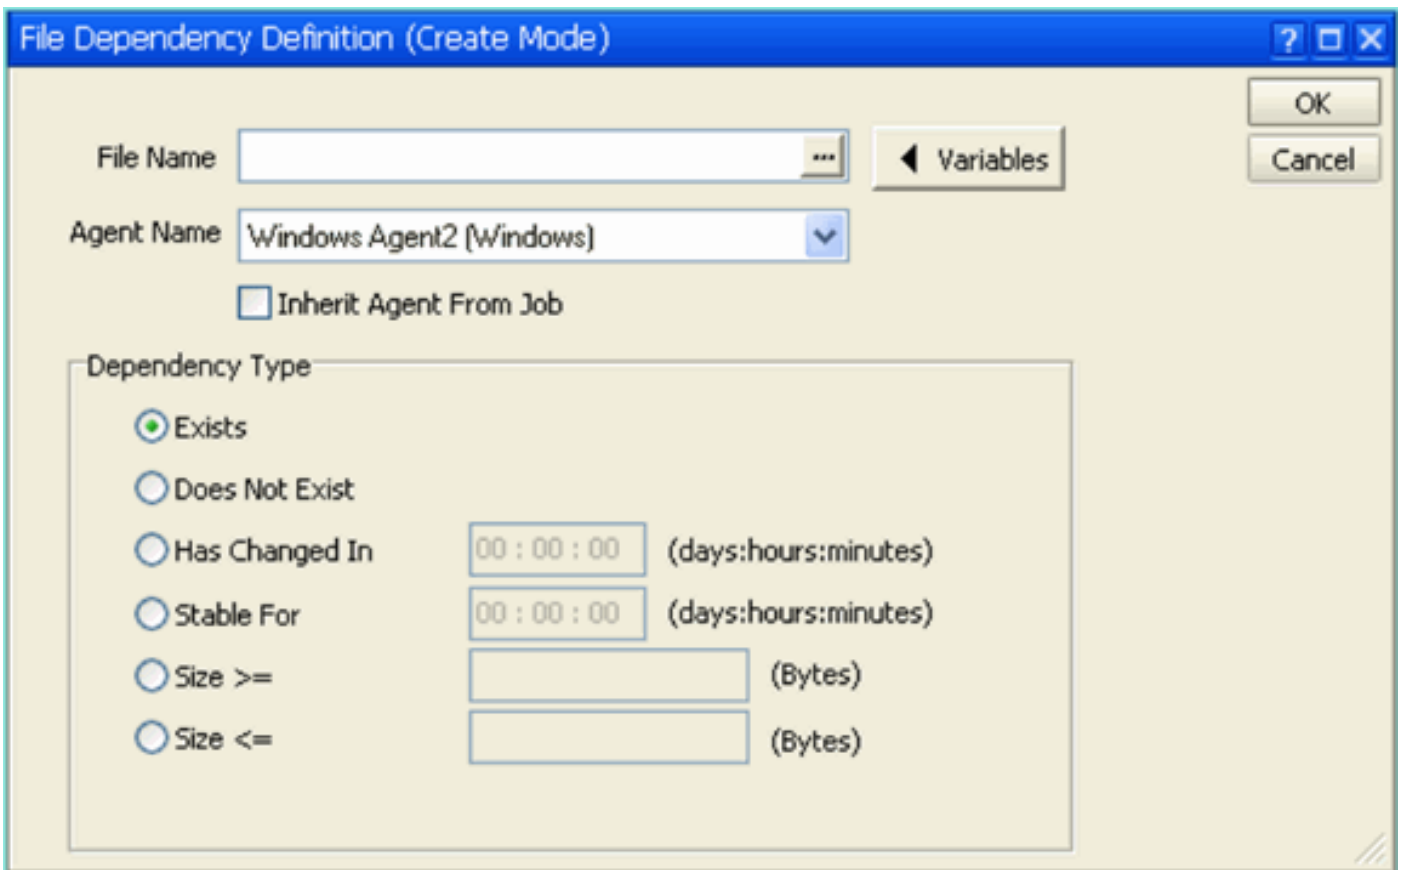 File Dependency Definition (Create Mode)
?
OK
File Name ... Variables
Cancel
Agent Name Windows Agent2 (Windows)
Inherit Agent From Job
Dependency Type
Exists
Does Not Exist
Has Changed In 00 : 00 : 00 (days:hours:minutes)
Stable For 00 : 00 : 00 (days:hours:minutes)
Size >= (Bytes)
Size <= (Bytes)